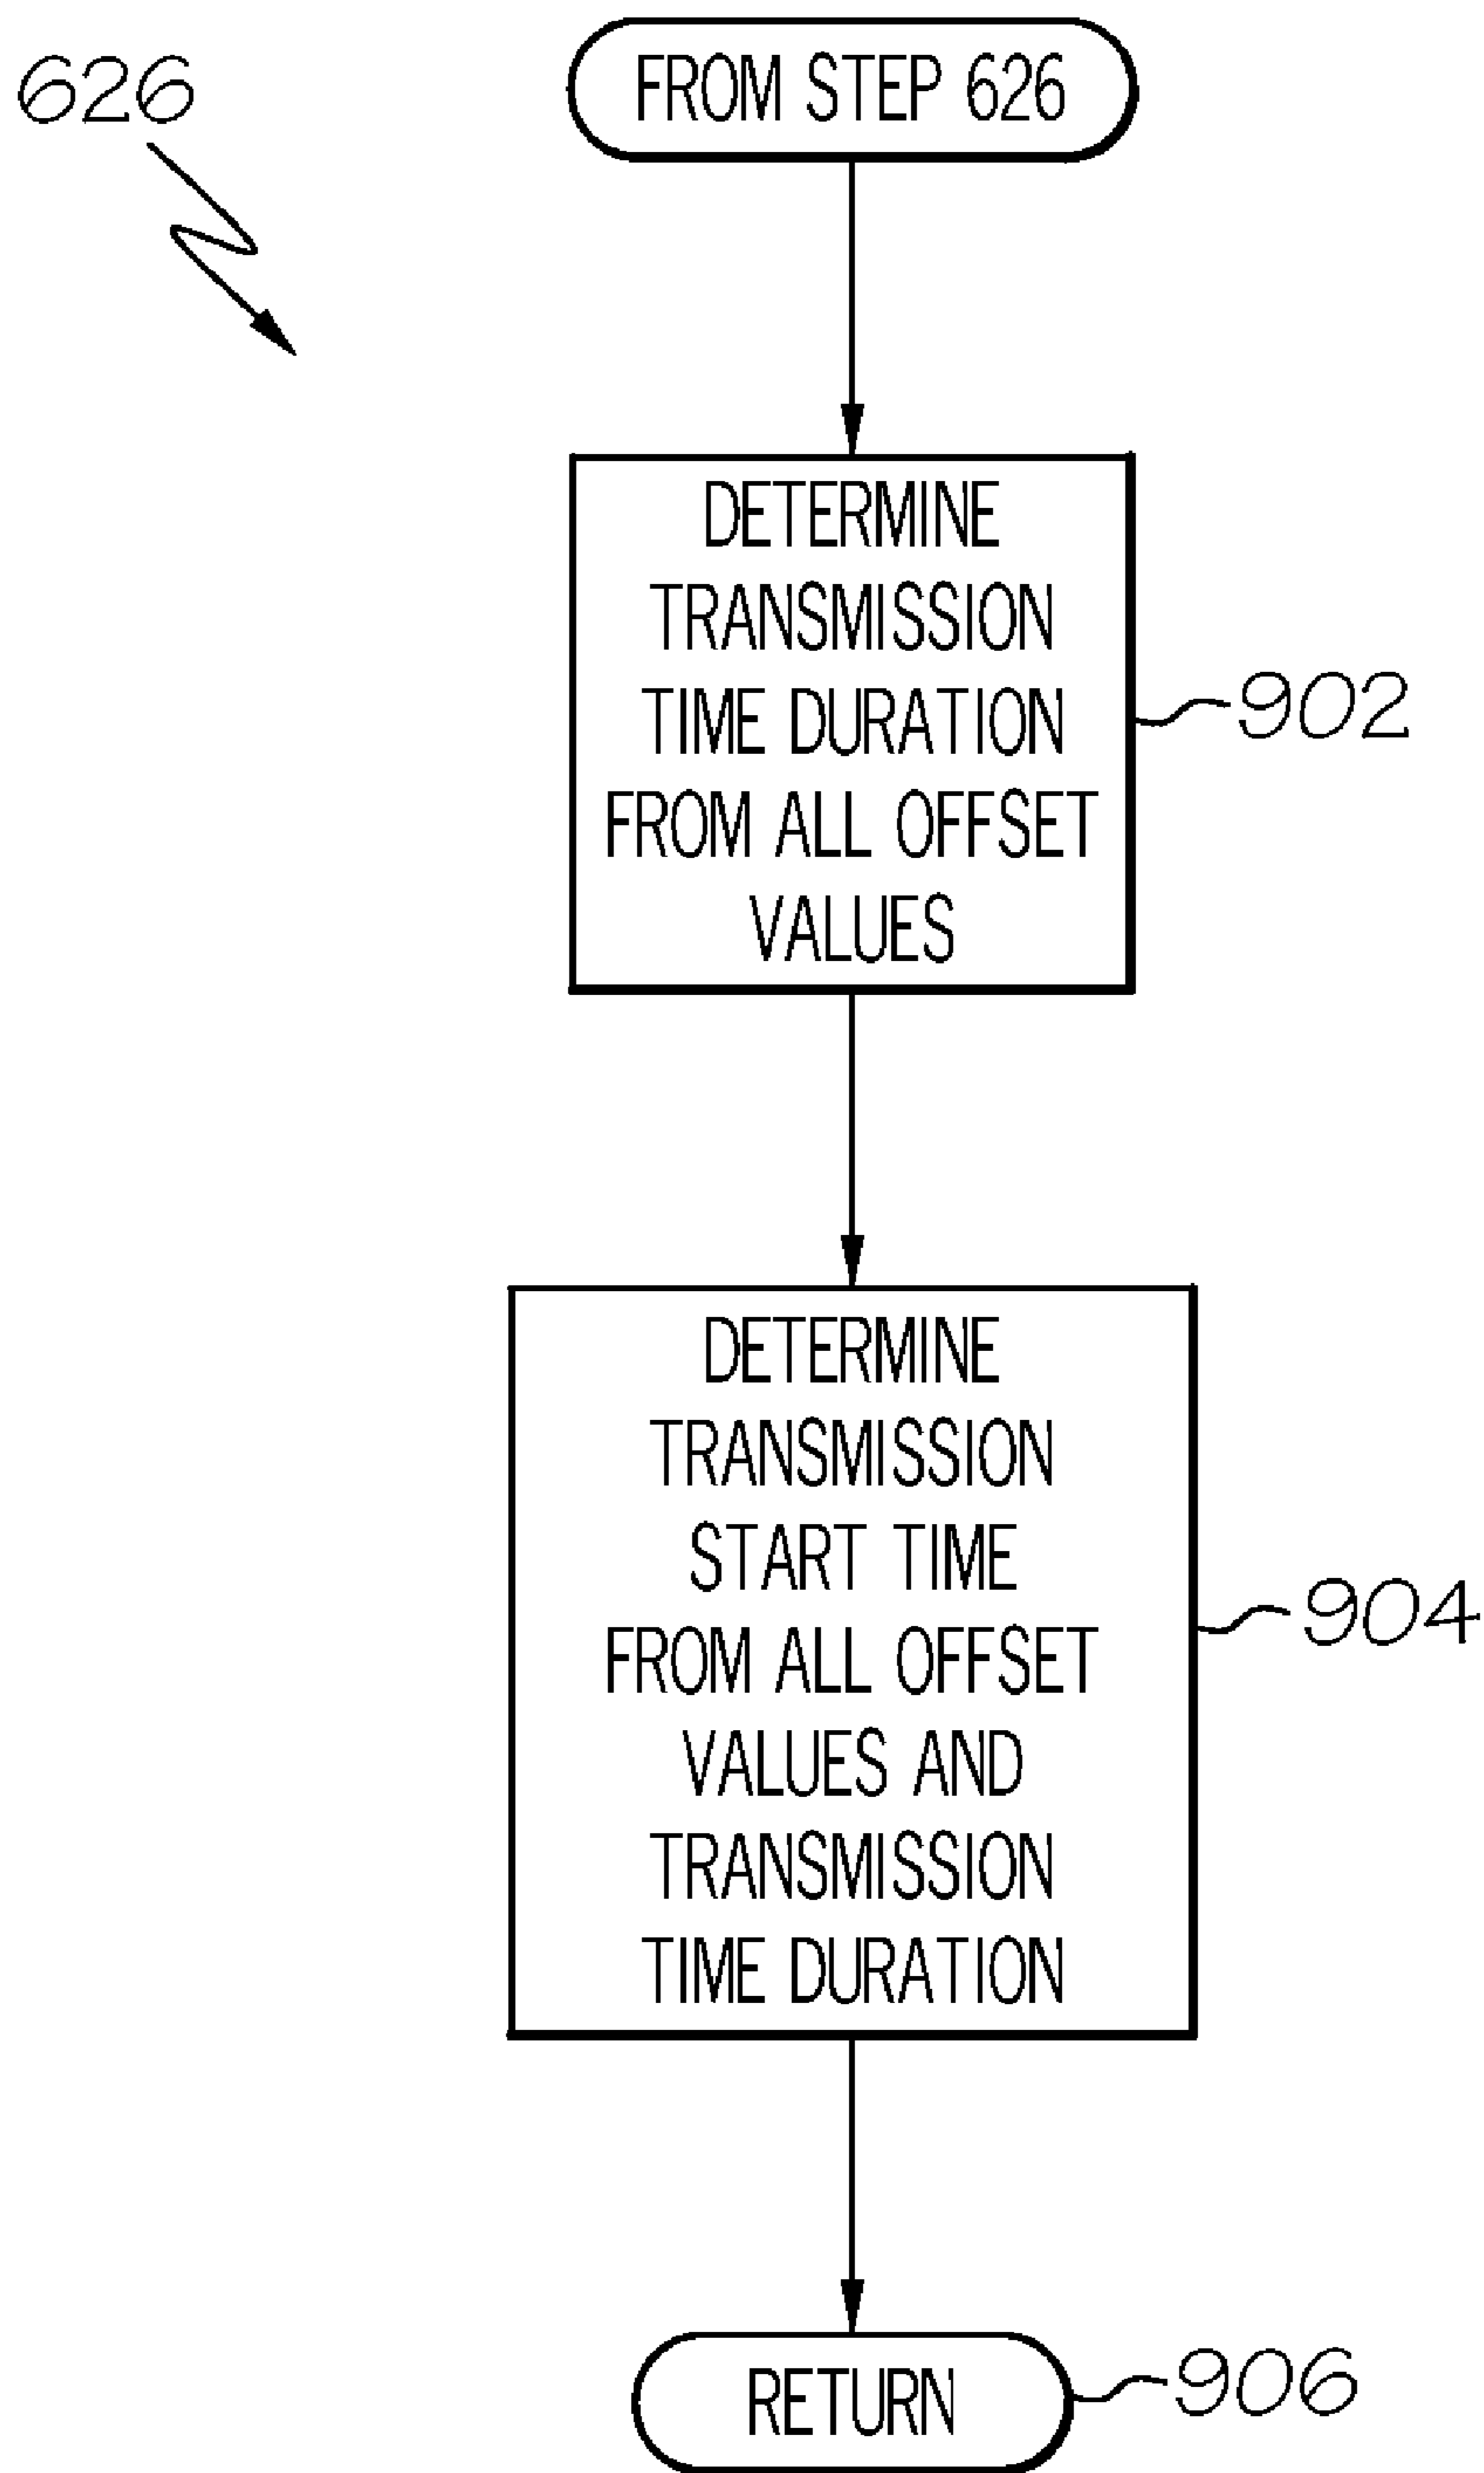 626
FROM STEP 626
DETERMINE
TRANSMISSION
TIME DURATION
FROM ALL OFFSET
VALUES
902
DETERMINE
TRANSMISSION
START TIME
FROM ALL OFFSET
VALUES AND
TRANSMISSION
TIME DURATION
904
RETURN
906